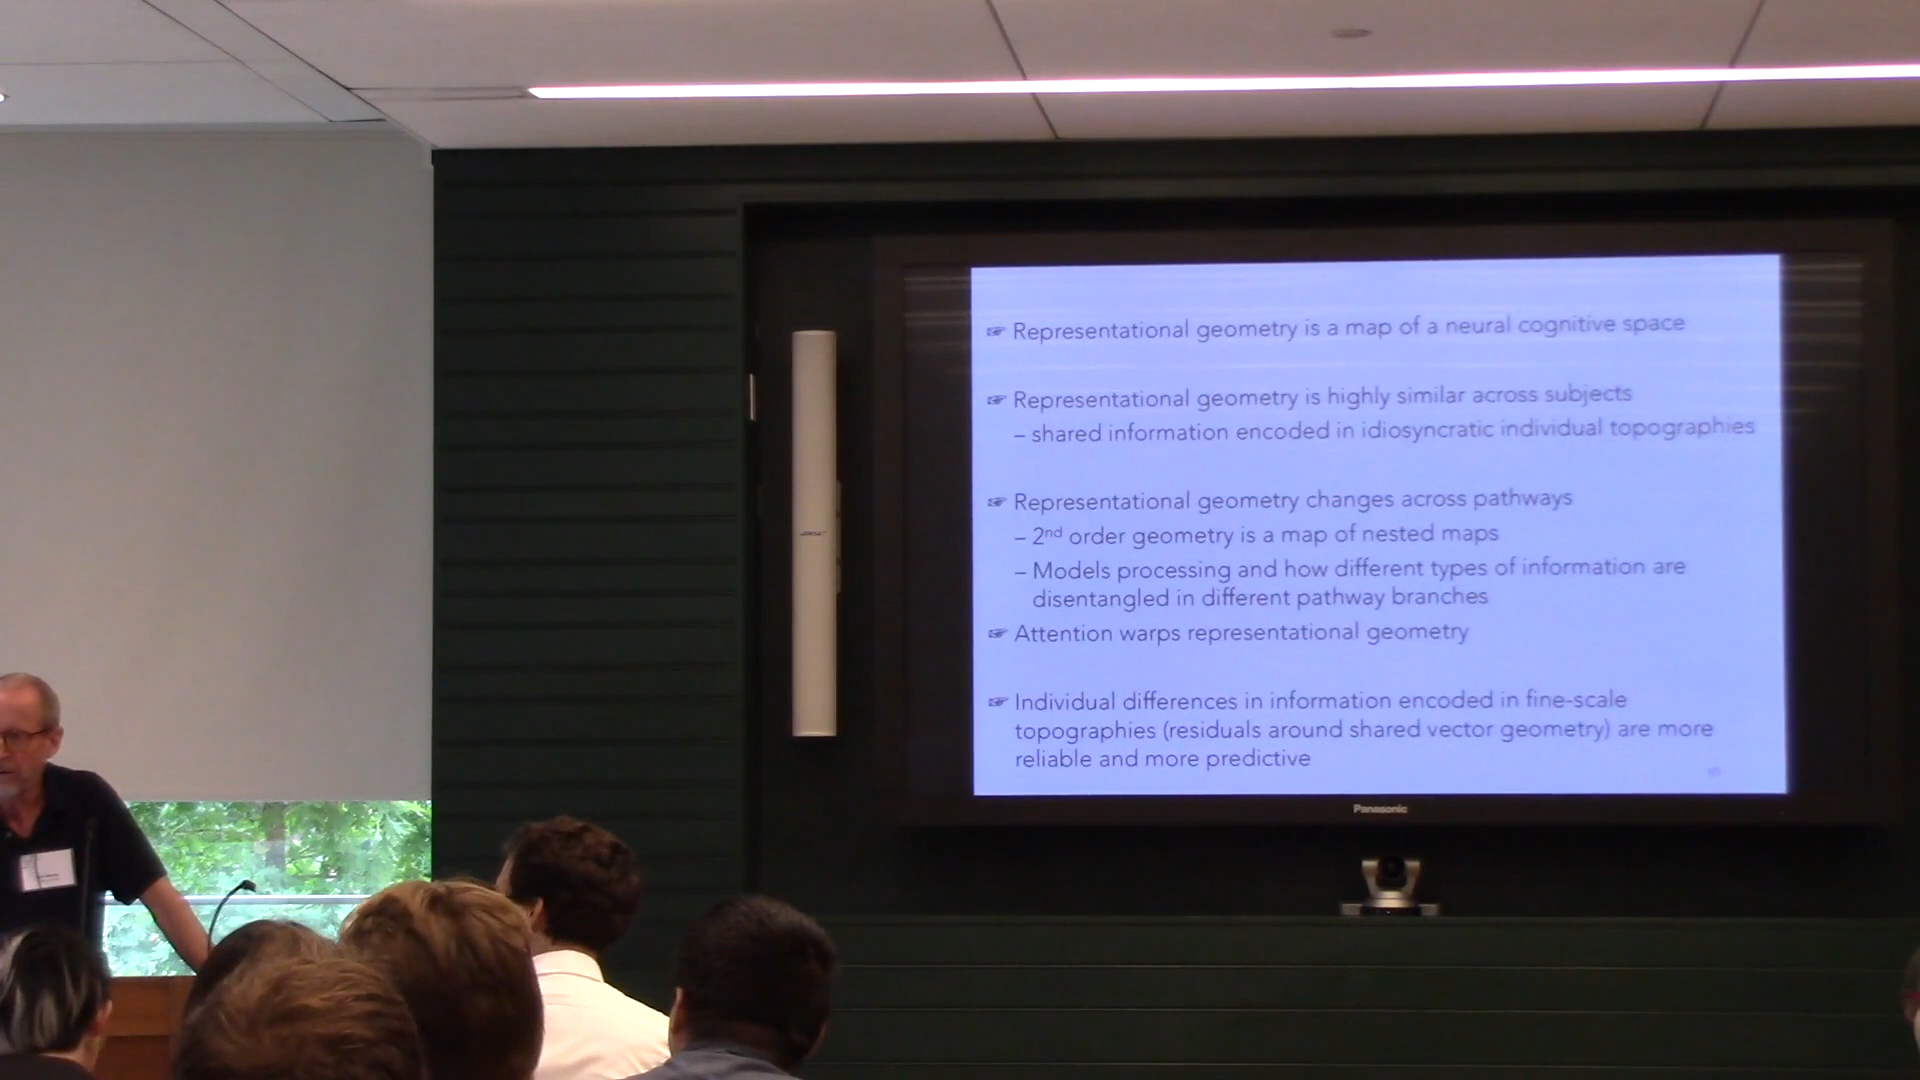 ☞ Representational geometry is a map of a neural cognitive space
☞ Representational geometry is highly similar across subjects
– shared information encoded in idiosyncratic individual topographies
☞ Representational geometry changes across pathways
– 2nd order geometry is a map of nested maps
– Models processing and how different types of information are
disentangled in different pathway branches
☞ Attention warps representational geometry
☞ Individual differences in information encoded in fine-scale
topographies (residuals around shared vector geometry) are more
reliable and more predictive
Panasonic
BOSE